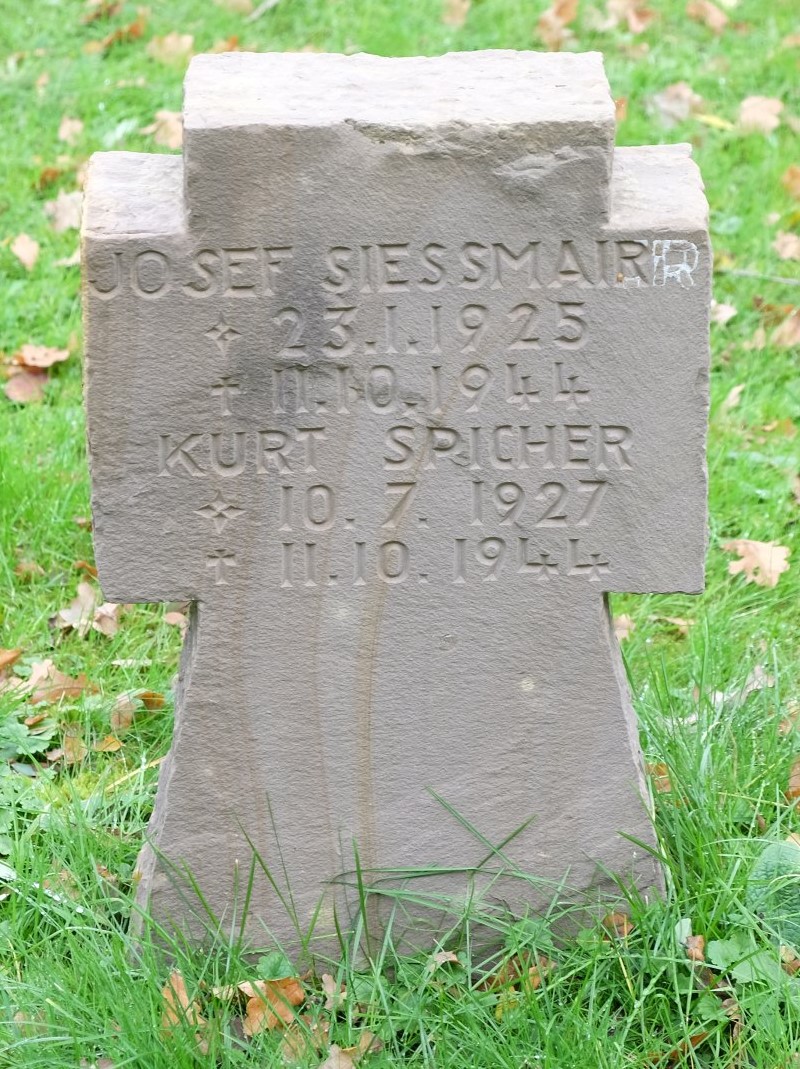 JOSEF SIESSMAIR
✧ 23.1.1925
† 11.10.1944
KURT SPICHER
✧ 10. 7. 1927
† 11.10. 1944